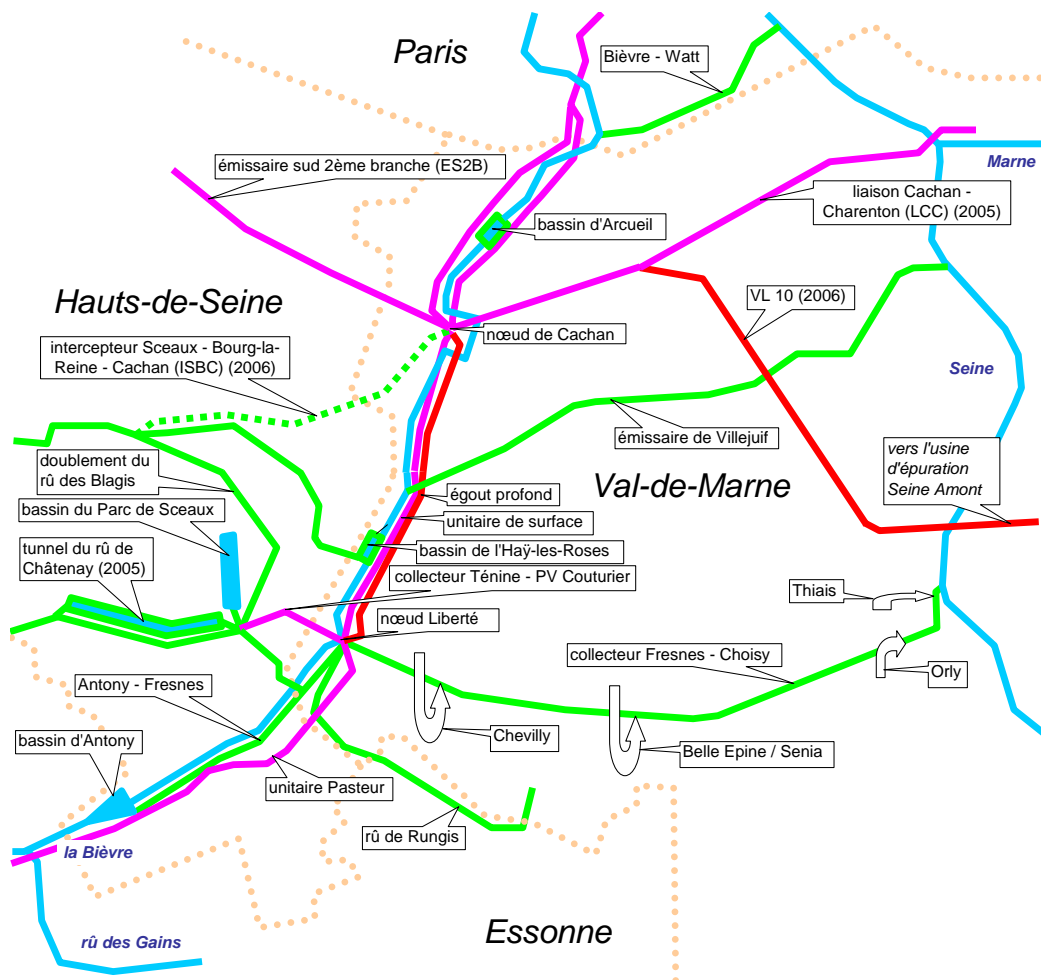 Paris
Bièvre - Watt
émissaire sud 2ème branche (ES2B)
Marne
liaison Cachan -
Charenton (LCC) (2005)
bassin d'Arcueil
Hauts-de-Seine
VL 10 (2006)
nœud de Cachan
intercepteur Sceaux - Bourg-la-
Reine - Cachan (ISBC) (2006)
Seine
émissaire de Villejuif
doublement du
rû des Blagis
vers l'usine
d'épuration
Seine Amont
Val-de-Marne
égout profond
bassin du Parc de Sceaux
unitaire de surface
tunnel du rû de
Châtenay (2005)
bassin de l'Haÿ-les-Roses
collecteur Ténine - PV Couturier
Thiais
nœud Liberté
collecteur Fresnes - Choisy
Orly
Antony - Fresnes
bassin d'Antony
Chevilly
Belle Epine / Senia
unitaire Pasteur
rû de Rungis
la Bièvre
Essonne
rû des Gains